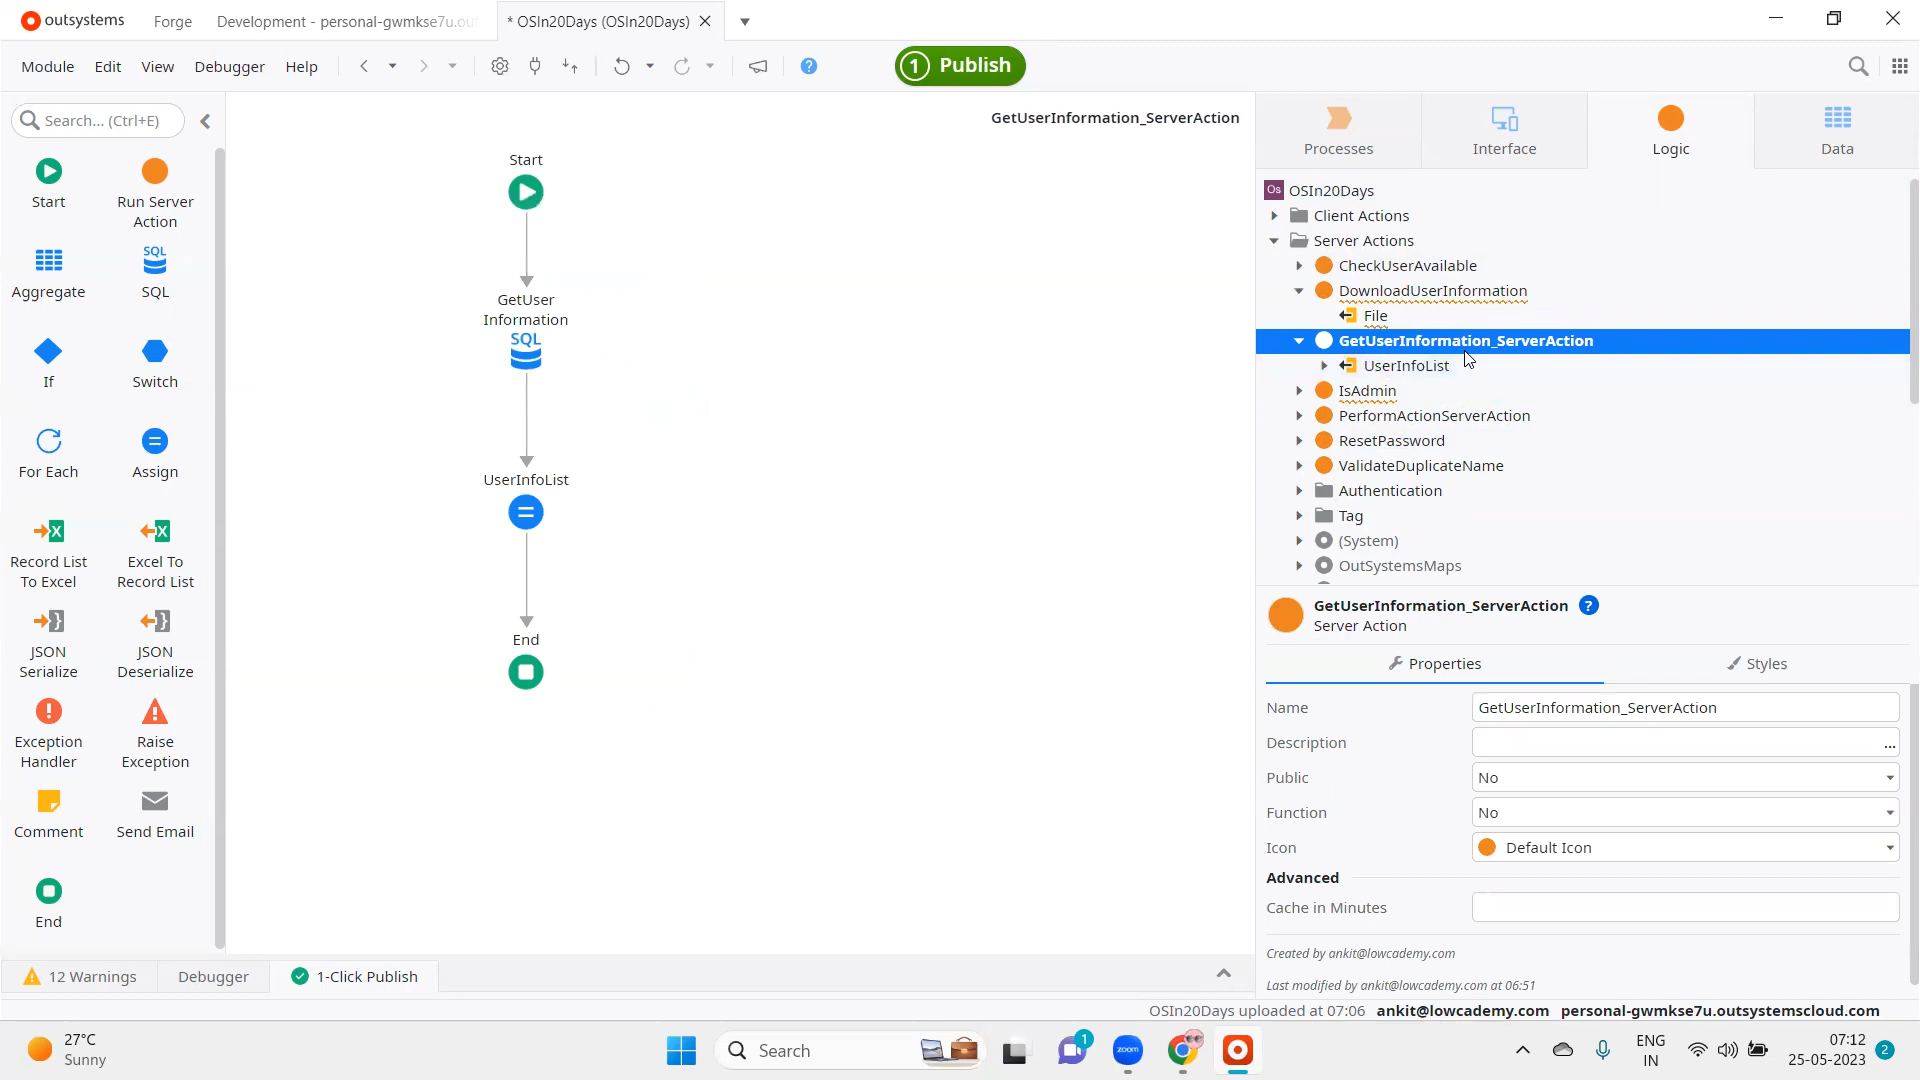 outsystems
Forge
Development - personal-gwmkse7u.ou
* OSIn20Days (OSIn20Days)
Module
Edit
View
Debugger
Help
1
Publish
Search... (Ctrl+E)
Start
Run Server
Action
Aggregate
SQL
SQL
If
Switch
For Each
Assign
Record List
To Excel
Excel To
Record List
JSON
Serialize
JSON
Deserialize
Exception
Handler
Raise
Exception
Comment
Send Email
End
GetUserInformation_ServerAction
Start
GetUser
Information
SQL
UserInfoList
End
Processes
Interface
Logic
Data
Os OSIn20Days
Client Actions
Server Actions
CheckUserAvailable
DownloadUserInformation
File
GetUserInformation_ServerAction
UserInfoList
IsAdmin
PerformActionServerAction
ResetPassword
ValidateDuplicateName
Authentication
Tag
(System)
OutSystemsMaps
GetUserInformation_ServerAction ?
Server Action
Properties
Styles
Name
GetUserInformation_ServerAction
Description
...
Public
No
Function
No
Icon
Default Icon
Advanced
Cache in Minutes
Created by ankit@lowcademy.com
Last modified by ankit@lowcademy.com at 06:51
12 Warnings
Debugger
1-Click Publish
OSIn20Days uploaded at 07:06 ankit@lowcademy.com personal-gwmkse7u.outsystemscloud.com
27°C
Sunny
Search
1
zoom
ENG
IN
07:12
25-05-2023
2